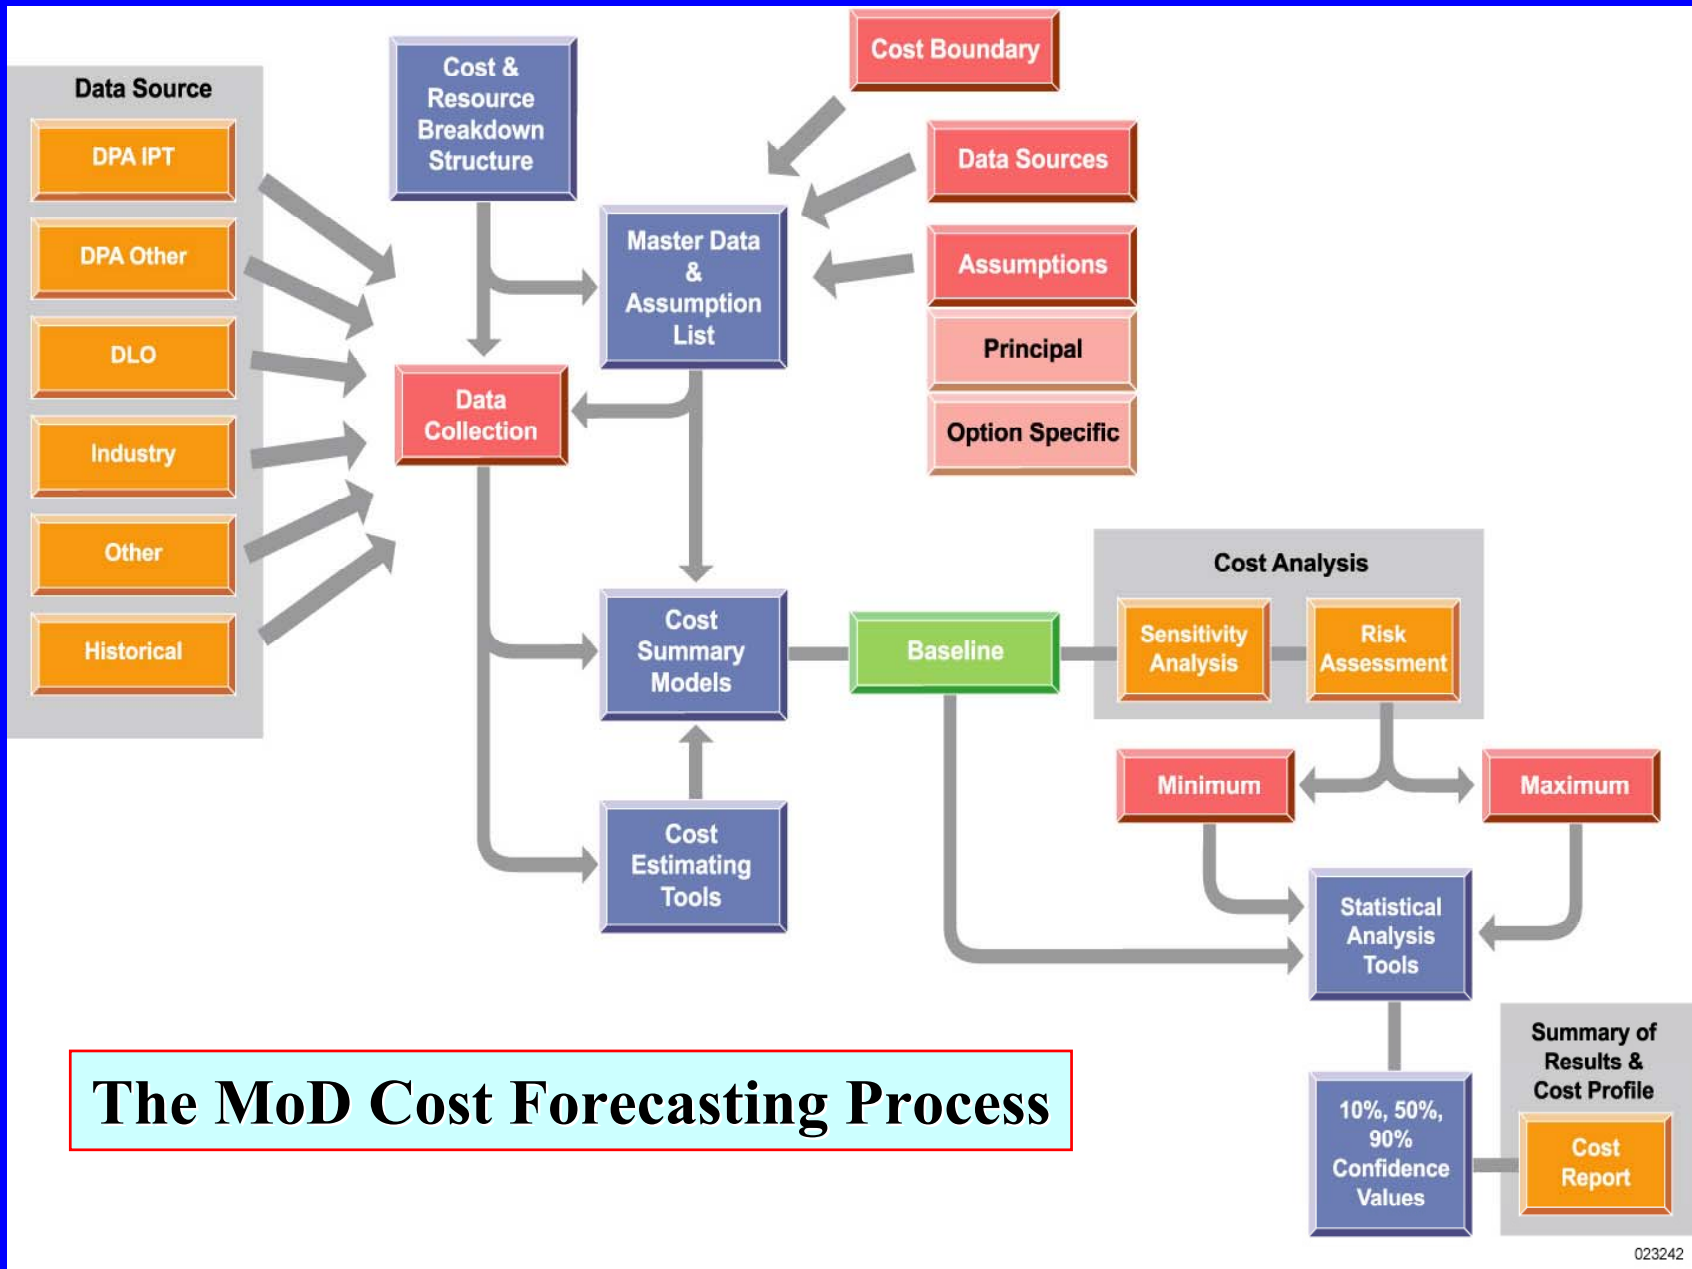 Data Source
DPA IPT
DPA Other
DLO
Industry
Other
Historical
Cost &
Resource
Breakdown
Structure
Master Data
&
Assumption
List
Cost Boundary
Data Sources
Assumptions
Principal
Option Specific
Data
Collection
Cost
Summary
Models
Cost
Estimating
Tools
Baseline
Cost Analysis
Sensitivity
Analysis
Risk
Assessment
Minimum
Maximum
Statistical
Analysis
Tools
10%, 50%,
90%
Confidence
Values
Summary of
Results &
Cost Profile
Cost
Report
The MoD Cost Forecasting Process
023242